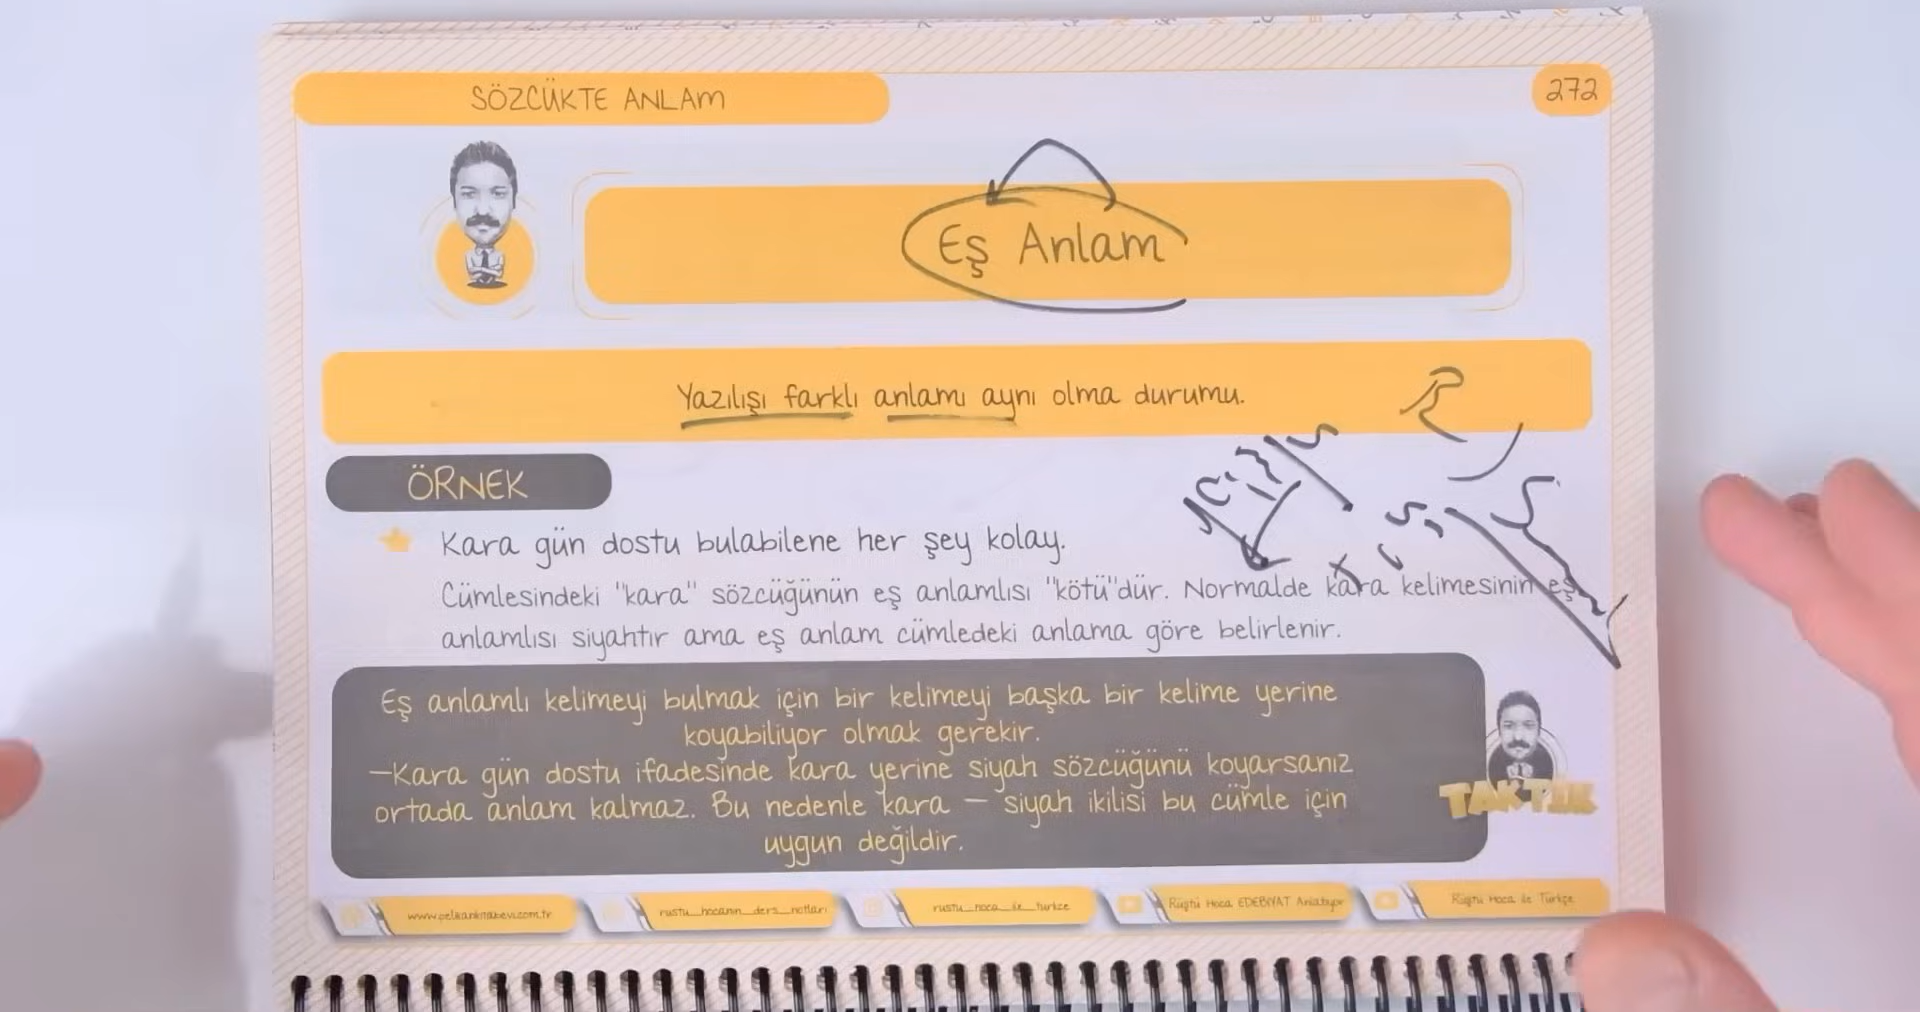 SÖZCÜKTE ANLAM
272
Eş Anlam
Yazılışı farklı anlamı aynı olma durumu.
ÖRNEK
Kara gün dostu bulabilene her şey kolay.
Cümlesindeki "kara" sözcüğünün eş anlamlısı "kötü"dür. Normalde kara kelimesinin eş
anlamlısı siyahtır ama eş anlam cümledeki anlama göre belirlenir.
Eş anlamlı kelimeyi bulmak için bir kelimeyi başka bir kelime yerine
koyabiliyor olmak gerekir.
—Kara gün dostu ifadesinde kara yerine siyah sözcüğünü koyarsanız
ortada anlam kalmaz. Bu nedenle kara — siyah ikilisi bu cümle için
uygun değildir.
TAKTİK
www.pelikankitabevi.com.tr
rustu_hocanın_ders_notları
rustu_hoca_ile_turkce
Rüştü Hoca EDEBİYAT Anlatıyor
Rüştü Hoca ile Türkçe